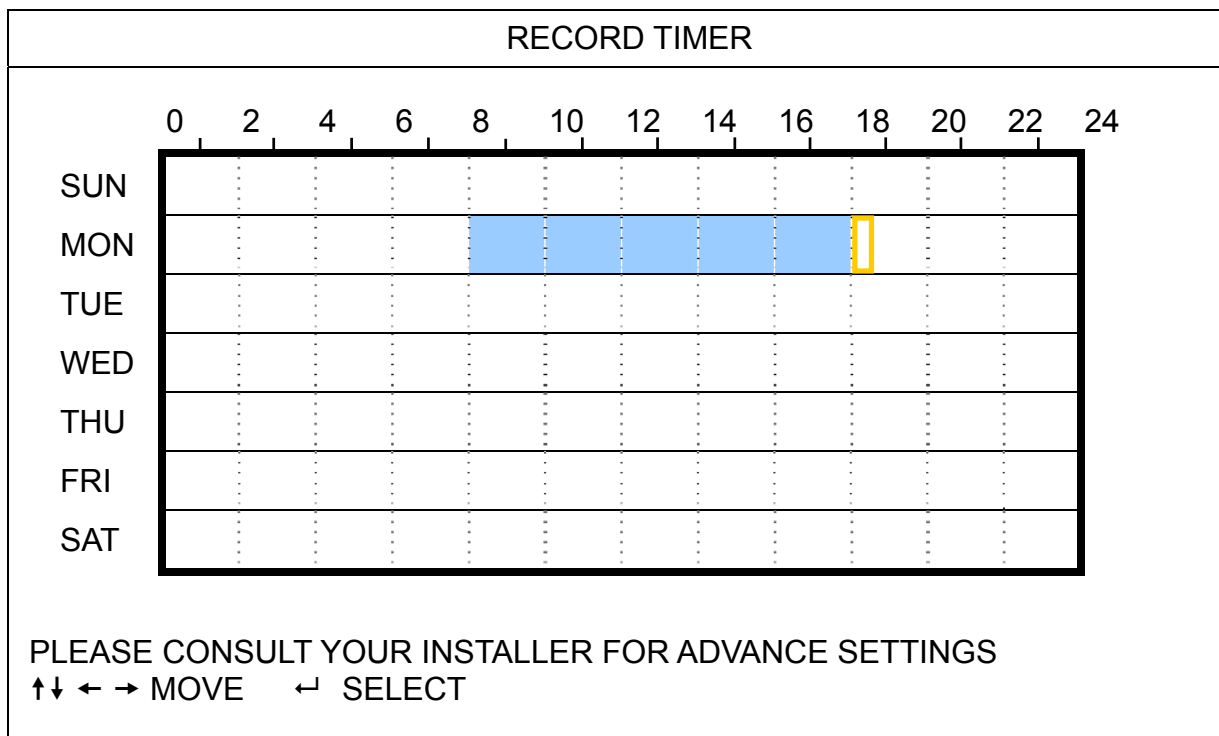 RECORD TIMER
0 2 4 6 8 10 12 14 16 18 20 22 24
SUN
MON
TUE
WED
THU
FRI
SAT
PLEASE CONSULT YOUR INSTALLER FOR ADVANCE SETTINGS
↑↓ ← → MOVE ↵ SELECT